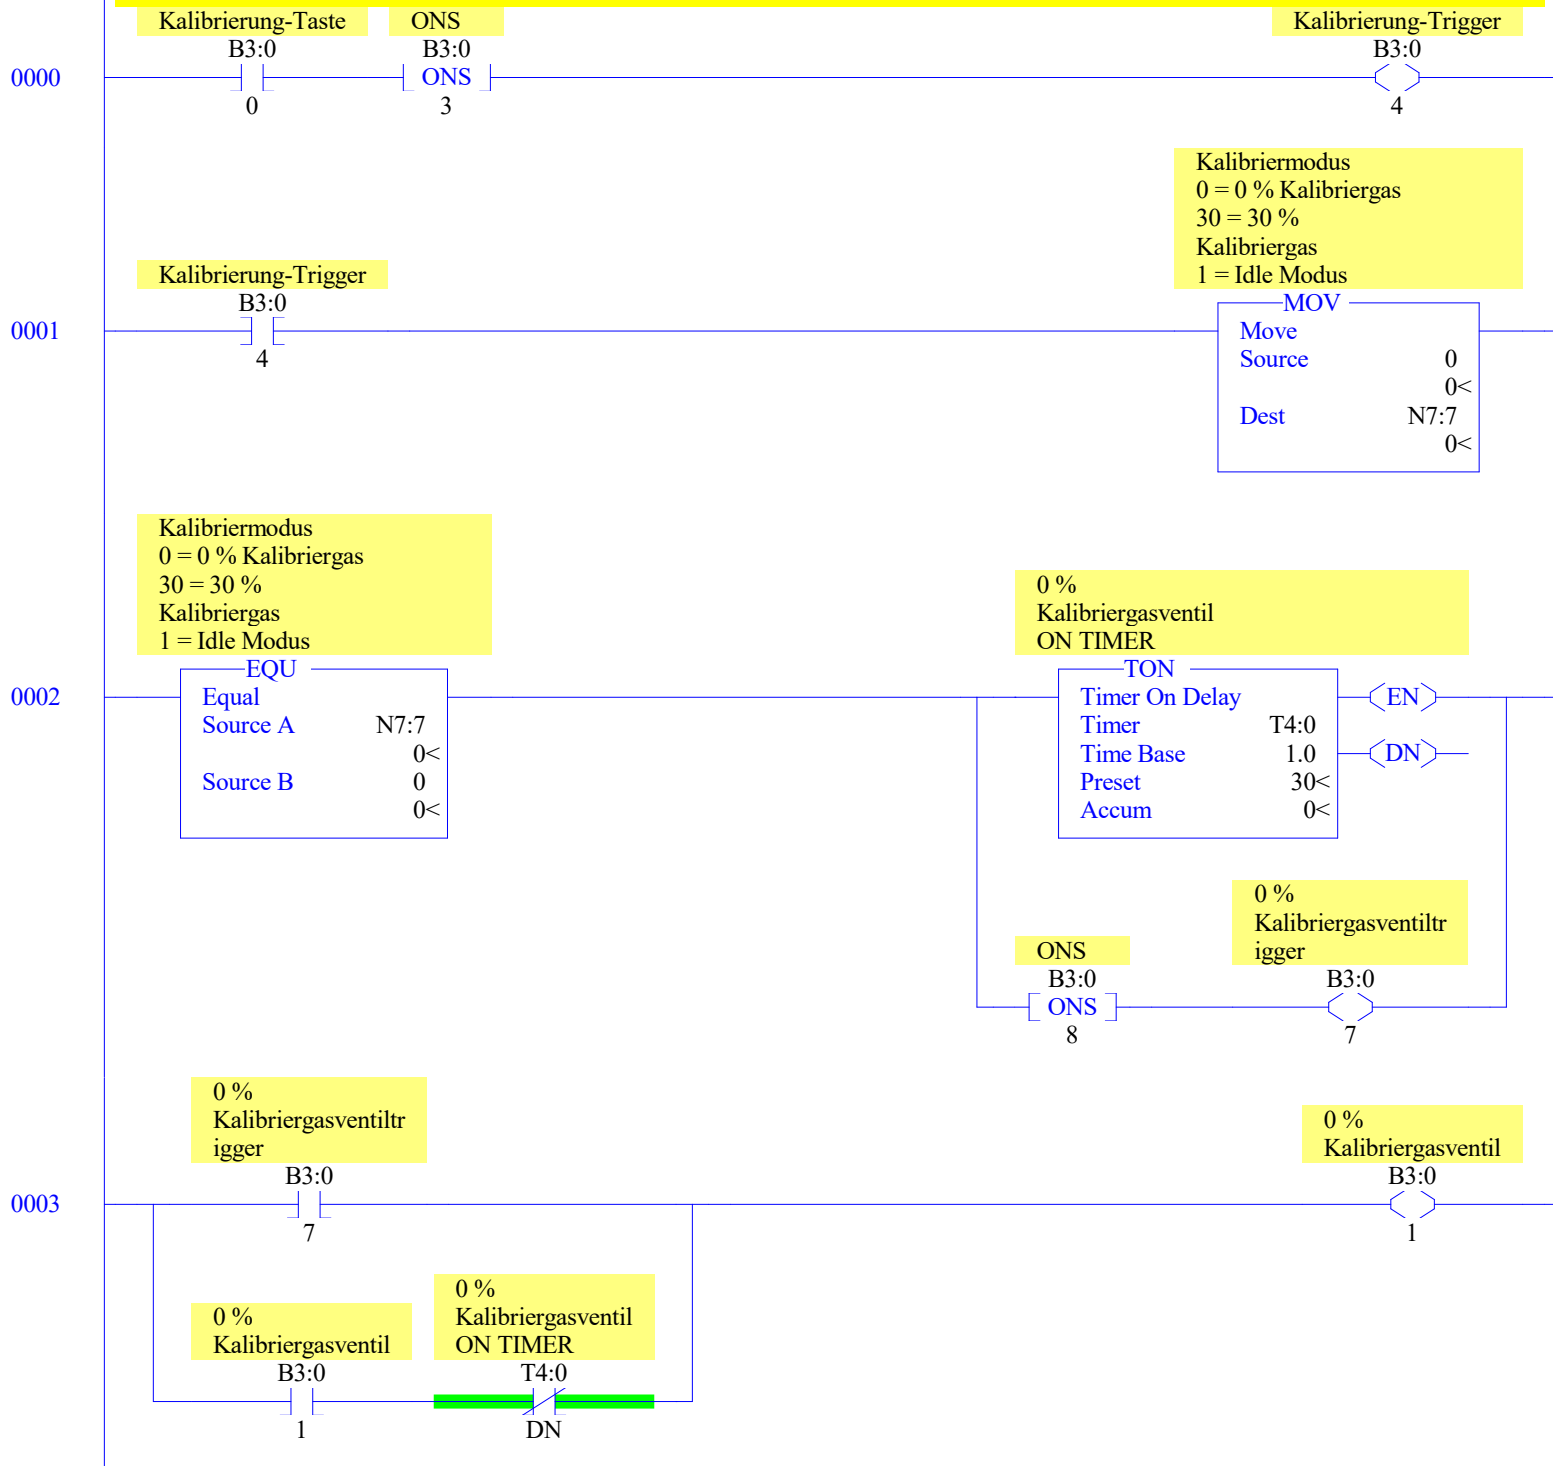 Kalibrierung-Taste ONS Kalibrierung-Trigger
B3:0 B3:0 B3:0
0000 ONS
0 3 4
Kalibriermodus
0 = 0 % Kalibriergas
30 = 30 %
Kalibriergas
1 = Idle Modus
Kalibrierung-Trigger
B3:0
MOV
0001
4
Move
Source 0
0<
Dest N7:7
0<
Kalibriermodus
0 = 0 % Kalibriergas
30 = 30 %
Kalibriergas
1 = Idle Modus
0 %
Kalibriergasventil
ON TIMER
0002
EQU
Equal
Source A N7:7
0<
Source B 0
0<
TON
Timer On Delay EN
Timer T4:0
Time Base 1.0 DN
Preset 30<
Accum 0<
ONS
B3:0
ONS
8
0 %
Kalibriergasventiltr
igger
B3:0
7
0 %
Kalibriergasventiltr
igger
B3:0
0003
7
0 %
Kalibriergasventil
B3:0
1
0 %
Kalibriergasventil
B3:0
1
0 %
Kalibriergasventil
ON TIMER
T4:0
DN